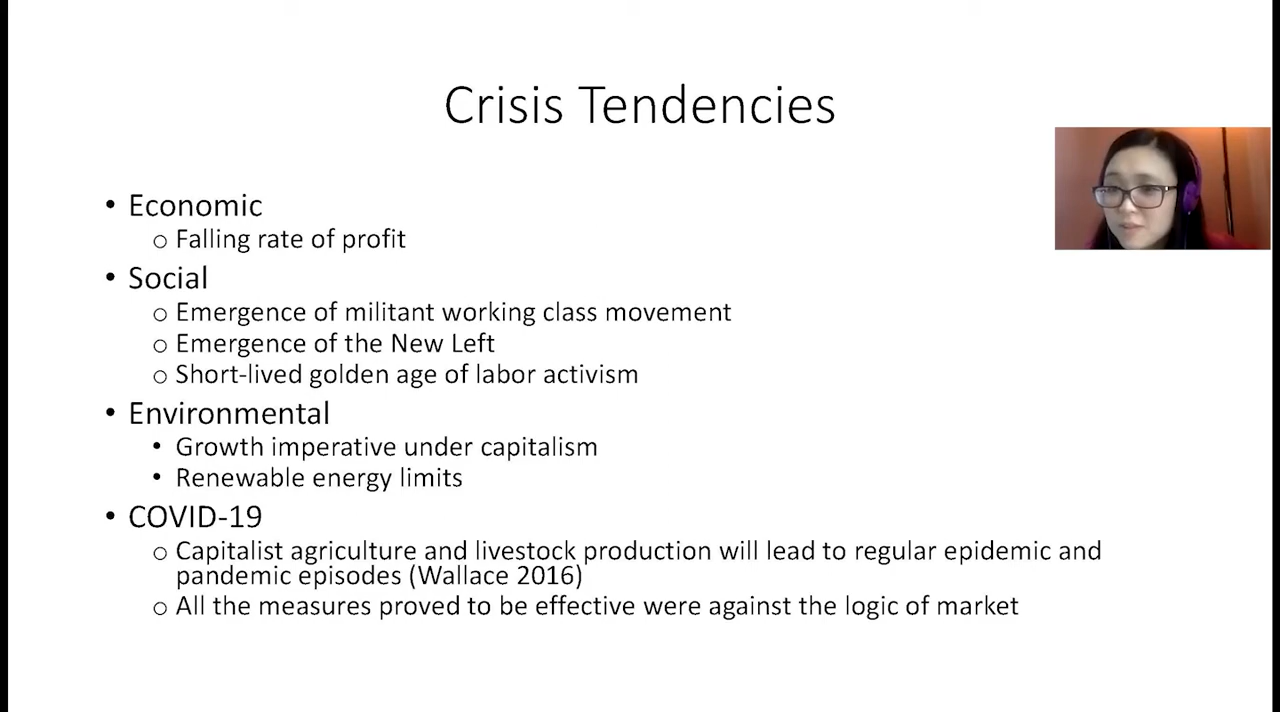 Crisis Tendencies
• Economic
o Falling rate of profit
• Social
o Emergence of militant working class movement
o Emergence of the New Left
o Short-lived golden age of labor activism
• Environmental
• Growth imperative under capitalism
• Renewable energy limits
• COVID-19
o Capitalist agriculture and livestock production will lead to regular epidemic and
pandemic episodes (Wallace 2016)
o All the measures proved to be effective were against the logic of market